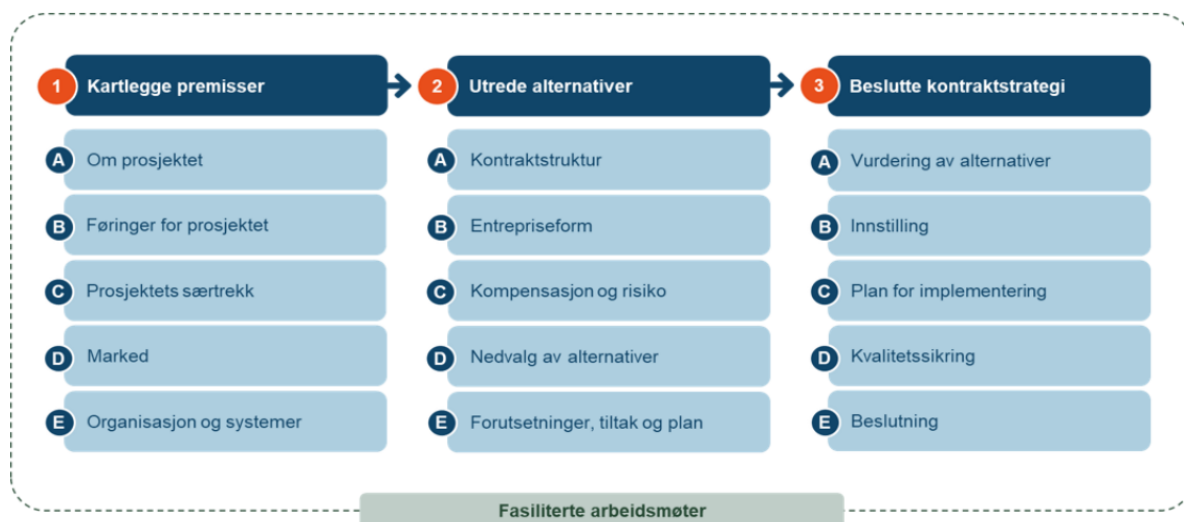 1 Kartlegge premisser
A Om prosjektet
B Føringer for prosjektet
C Prosjektets særtrekk
D Marked
E Organisasjon og systemer
2 Utrede alternativer
A Kontraktstruktur
B Entrepriseform
C Kompensasjon og risiko
D Nedvalg av alternativer
E Forutsetninger, tiltak og plan
3 Beslutte kontraktstrategi
A Vurdering av alternativer
B Innstilling
C Plan for implementering
D Kvalitetssikring
E Beslutning
Fasiliterte arbeidsmøter